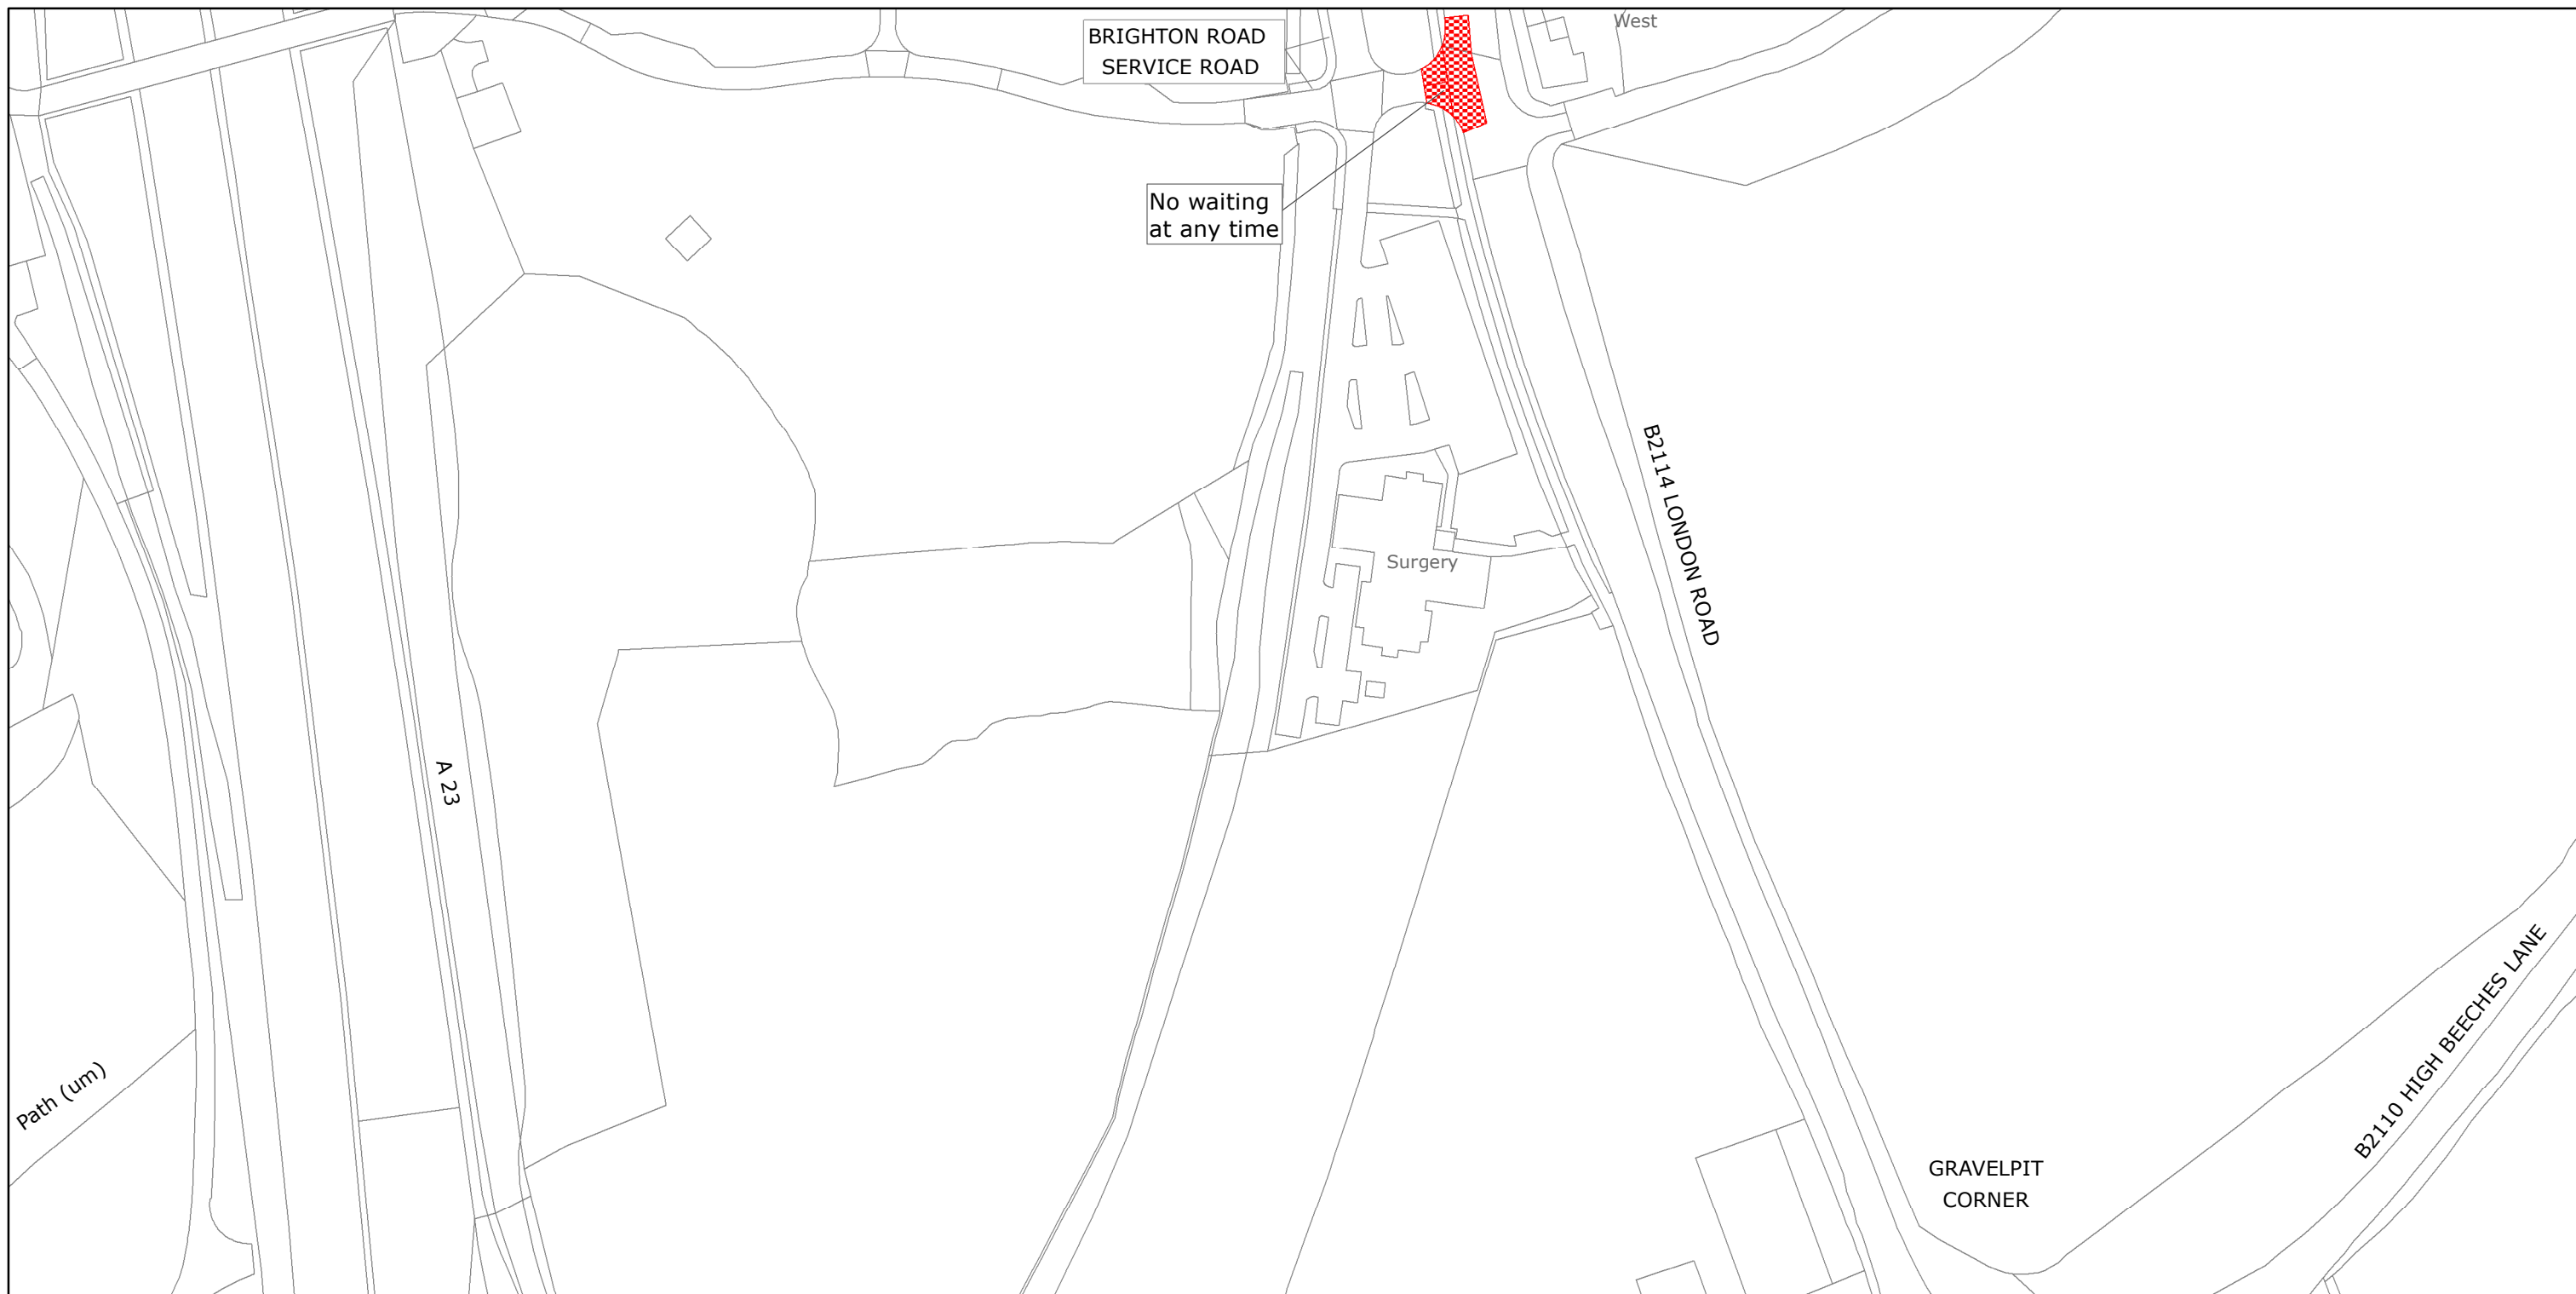 West
BRIGHTON ROAD
SERVICE ROAD
No waiting
at any time
B2114 LONDON ROAD
Surgery
A 23
B2110 HIGH BEECHES LANE
Path (um)
GRAVELPIT
CORNER